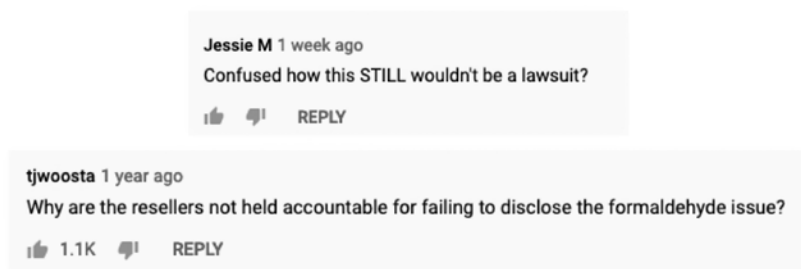 Jessie M 1 week ago
Confused how this STILL wouldn't be a lawsuit?
REPLY
tjwoosta 1 year ago
Why are the resellers not held accountable for failing to disclose the formaldehyde issue?
1.1K REPLY